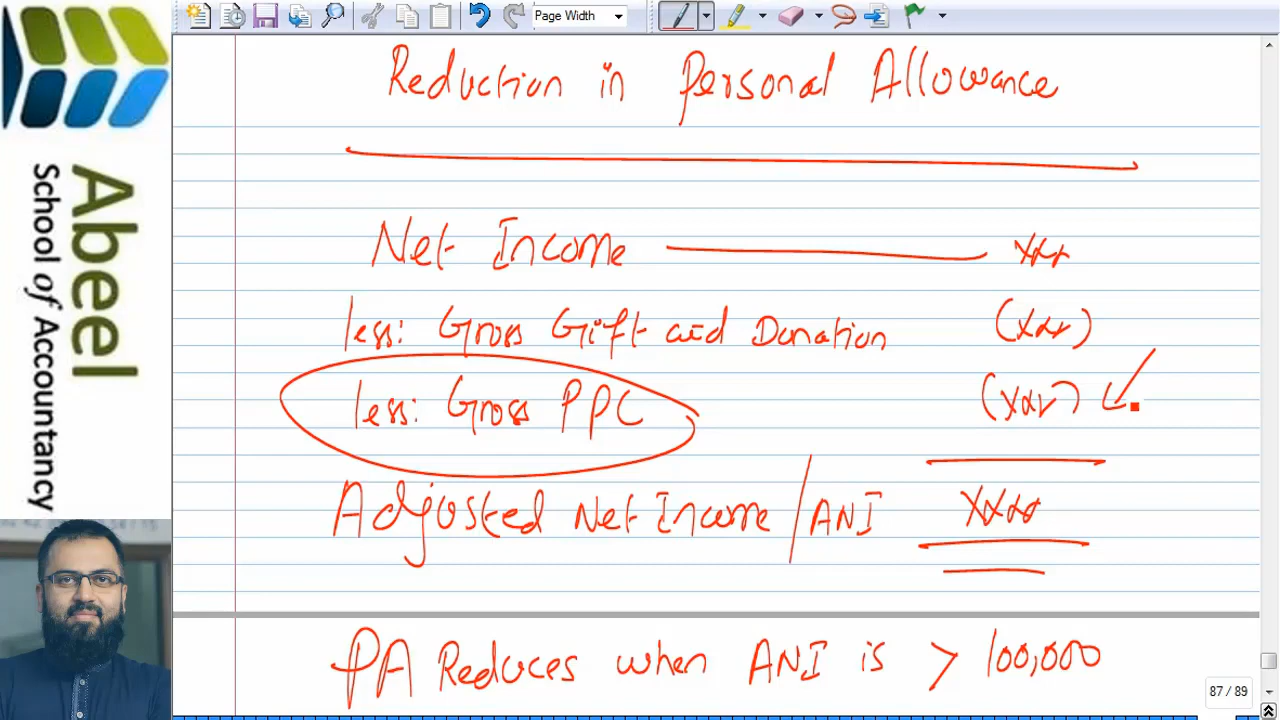 Page Width
Abeel
School of Accountancy
Reduction in Personal Allowance
Net Income xxx
less: Gross Gift and Donation (xxx)
less: Gross PPC (xxx)
Adjusted Net Income / ANI xxxx
PA Reduces when ANI is > 100,000
87 / 89